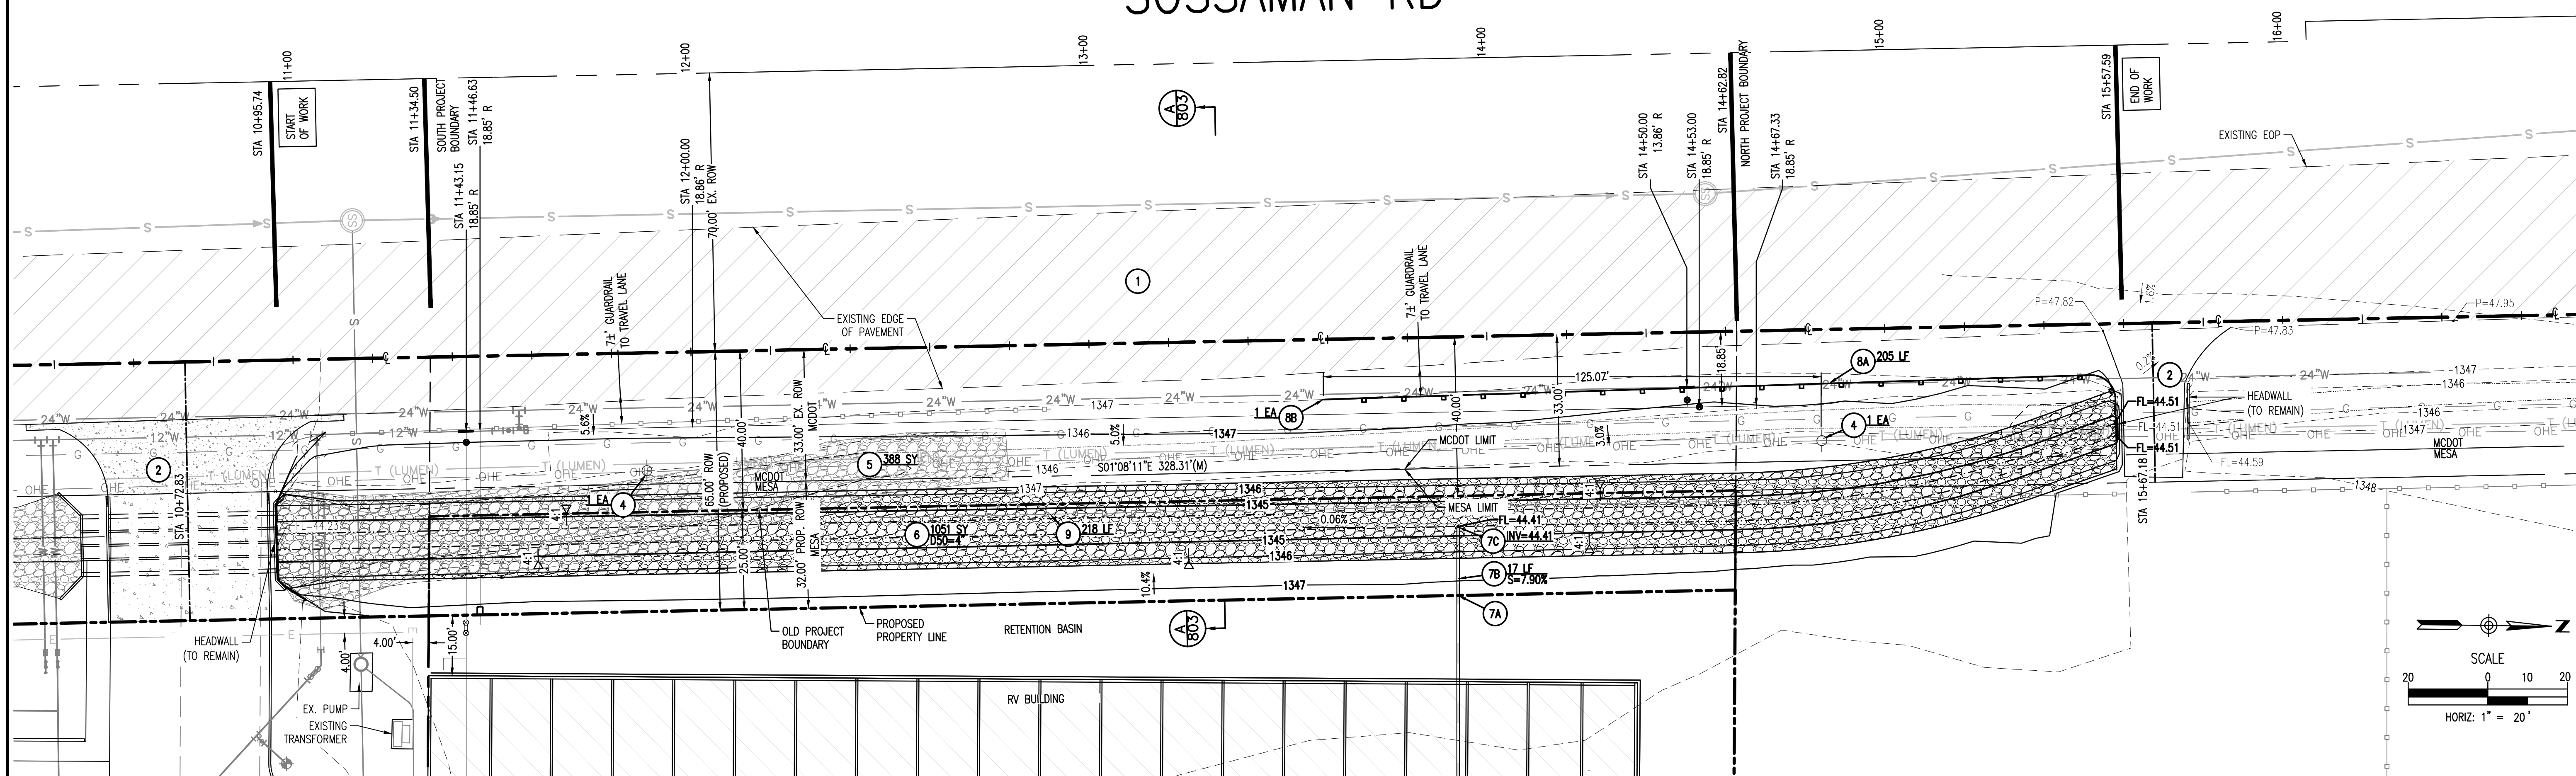 SOSSAMAN RD
11+00
12+00
13+00
14+00
15+00
16+00
STA 10+95.74
START
OF WORK
STA 11+34.50
SOUTH PROJECT
BOUNDARY
STA 11+43.15
18.85' R
STA 11+46.63
18.85' R
STA 12+00.00
18.86' R
70.00' EX. ROW
A
803
STA 14+50.00
13.86' R
STA 14+53.00
18.85' R
STA 14+62.82
NORTH PROJECT BOUNDARY
STA 14+67.33
18.85' R
STA 15+57.59
END OF
WORK
EXISTING EOP
S
SS
1
7±' GUARDRAIL
TO TRAVEL LANE
EXISTING EDGE
OF PAVEMENT
7±' GUARDRAIL
TO TRAVEL LANE
P=47.82
1.6%
P=47.95
P=47.83
18.85'
8A
205 LF
125.07'
2
24"W
12"W
5.6%
40.00'
33.00' EX. ROW
MCDOT
1347
1 EA
8B
40.00'
33.00'
4
1 EA
FL=44.51
HEADWALL
(TO REMAIN)
1347
1346
1346
1347
MCDOT
MESA
1346
5.0%
1347
MCDOT LIMIT
3.0%
FL=44.51
FL=44.51
FL=44.59
1348
2
T (LUMEN)
OHE
G
5
388 SY
MCDOT
MESA
1346
S01°08'11"E 328.31'(M)
1347
1346
1345
MESA LIMIT
1 EA
4
65.00' ROW
(PROPOSED)
STA 10+72.83
FL=44.23
4:1
6
1051 SY
D50=4"
9
218 LF
0.06%
1345
1346
FL=44.41
7C
INV=44.41
4:1
STA 15+67.18
4:1
25.00'
32.00' PROP. ROW
MESA
4:1
10.4%
1347
7B
17 LF
S=7.90%
7A
HEADWALL
(TO REMAIN)
4.00'
4.00'
15.00'
OLD PROJECT
BOUNDARY
PROPOSED
PROPERTY LINE
RETENTION BASIN
A
803
EX. PUMP
EXISTING
TRANSFORMER
RV BUILDING
Z
SCALE
20 0 10 20
HORIZ: 1" = 20'